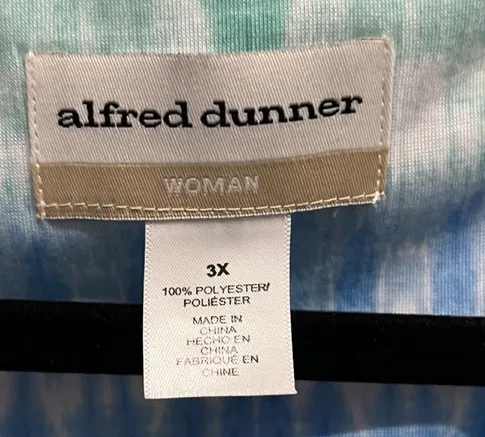 alfred dunner
WOMAN
3X
100% POLYESTER/
POLIÉSTER
MADE IN
CHINA
HECHO EN
CHINA
FABRIQUÉ EN
CHINE